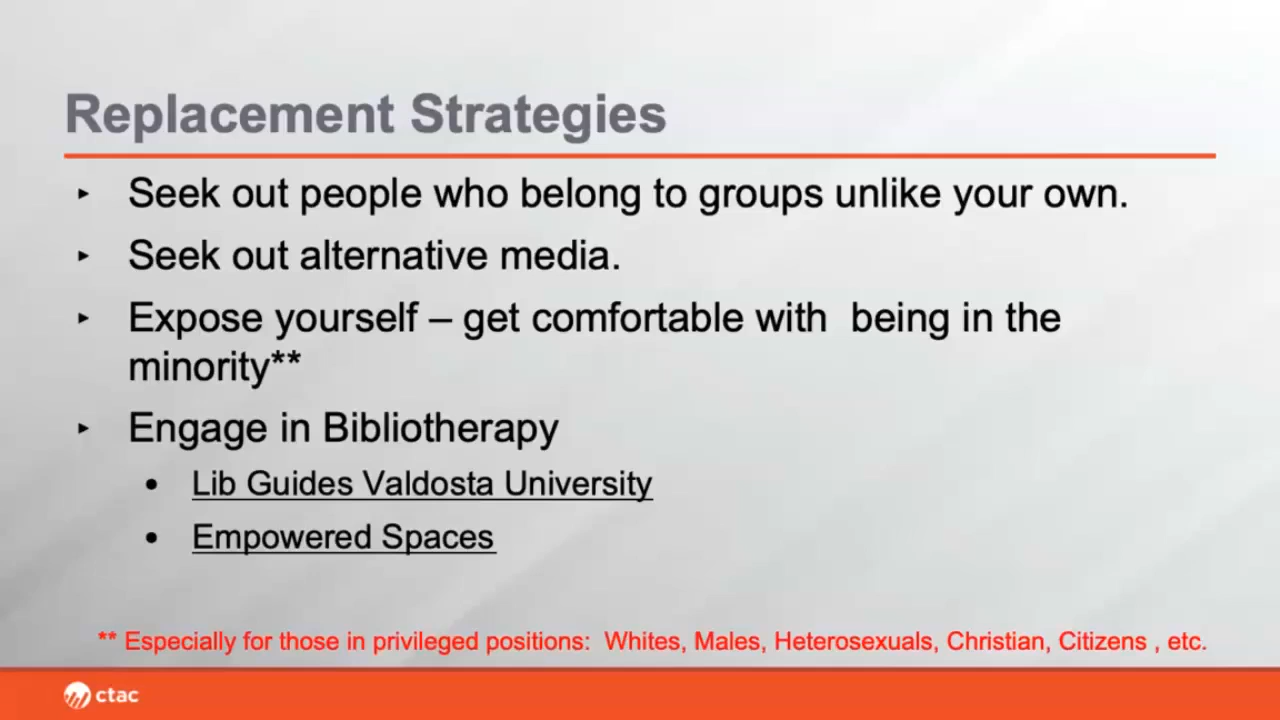 Replacement Strategies
‣ Seek out people who belong to groups unlike your own.
‣ Seek out alternative media.
‣ Expose yourself – get comfortable with  being in the
minority**
‣ Engage in Bibliotherapy
• Lib Guides Valdosta University
• Empowered Spaces
** Especially for those in privileged positions:  Whites, Males, Heterosexuals, Christian, Citizens , etc.
ctac